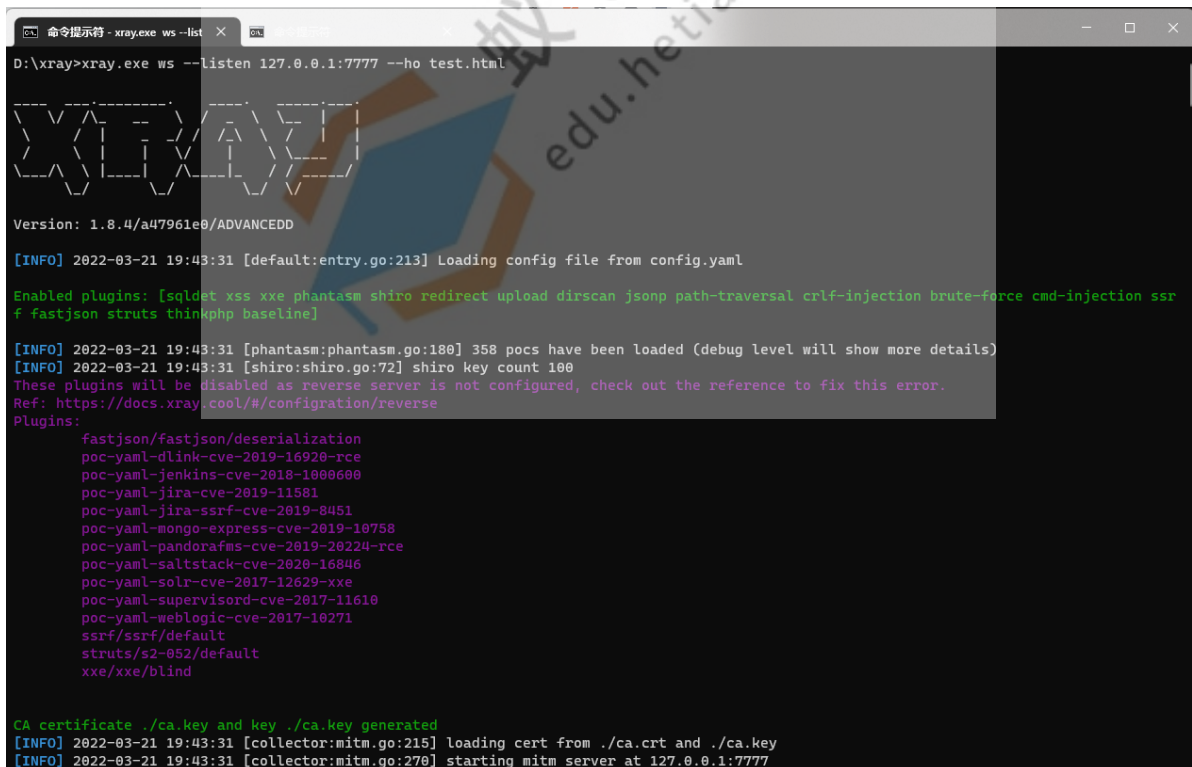 命令提示符 - xray.exe ws --list
D:\xray>xray.exe ws --listen 127.0.0.1:7777 --ho test.html
XRAY
Version: 1.8.4/a47961e0/ADVANCEDD
[INFO] 2022-03-21 19:43:31 [default:entry.go:213] Loading config file from config.yaml
Enabled plugins: [sqldet xss xxe phantasm shiro redirect upload dirscan jsonp path-traversal crlf-injection brute-force cmd-injection ssr
f fastjson struts thinkphp baseline]
[INFO] 2022-03-21 19:43:31 [phantasm:phantasm.go:180] 358 pocs have been loaded (debug level will show more details)
[INFO] 2022-03-21 19:43:31 [shiro:shiro.go:72] shiro key count 100
These plugins will be disabled as reverse server is not configured, check out the reference to fix this error.
Ref: https://docs.xray.cool/#/configration/reverse
Plugins:
fastjson/fastjson/deserialization
poc-yaml-dlink-cve-2019-16920-rce
poc-yaml-jenkins-cve-2018-1000600
poc-yaml-jira-cve-2019-11581
poc-yaml-jira-ssrf-cve-2019-8451
poc-yaml-mongo-express-cve-2019-10758
poc-yaml-pandorafms-cve-2019-20224-rce
poc-yaml-saltstack-cve-2020-16846
poc-yaml-solr-cve-2017-12629-xxe
poc-yaml-supervisord-cve-2017-11610
poc-yaml-weblogic-cve-2017-10271
ssrf/ssrf/default
struts/s2-052/default
xxe/xxe/blind
CA certificate ./ca.key and key ./ca.key generated
[INFO] 2022-03-21 19:43:31 [collector:mitm.go:215] loading cert from ./ca.crt and ./ca.key
[INFO] 2022-03-21 19:43:31 [collector:mitm.go:270] starting mitm server at 127.0.0.1:7777
蚁
edu.hetia